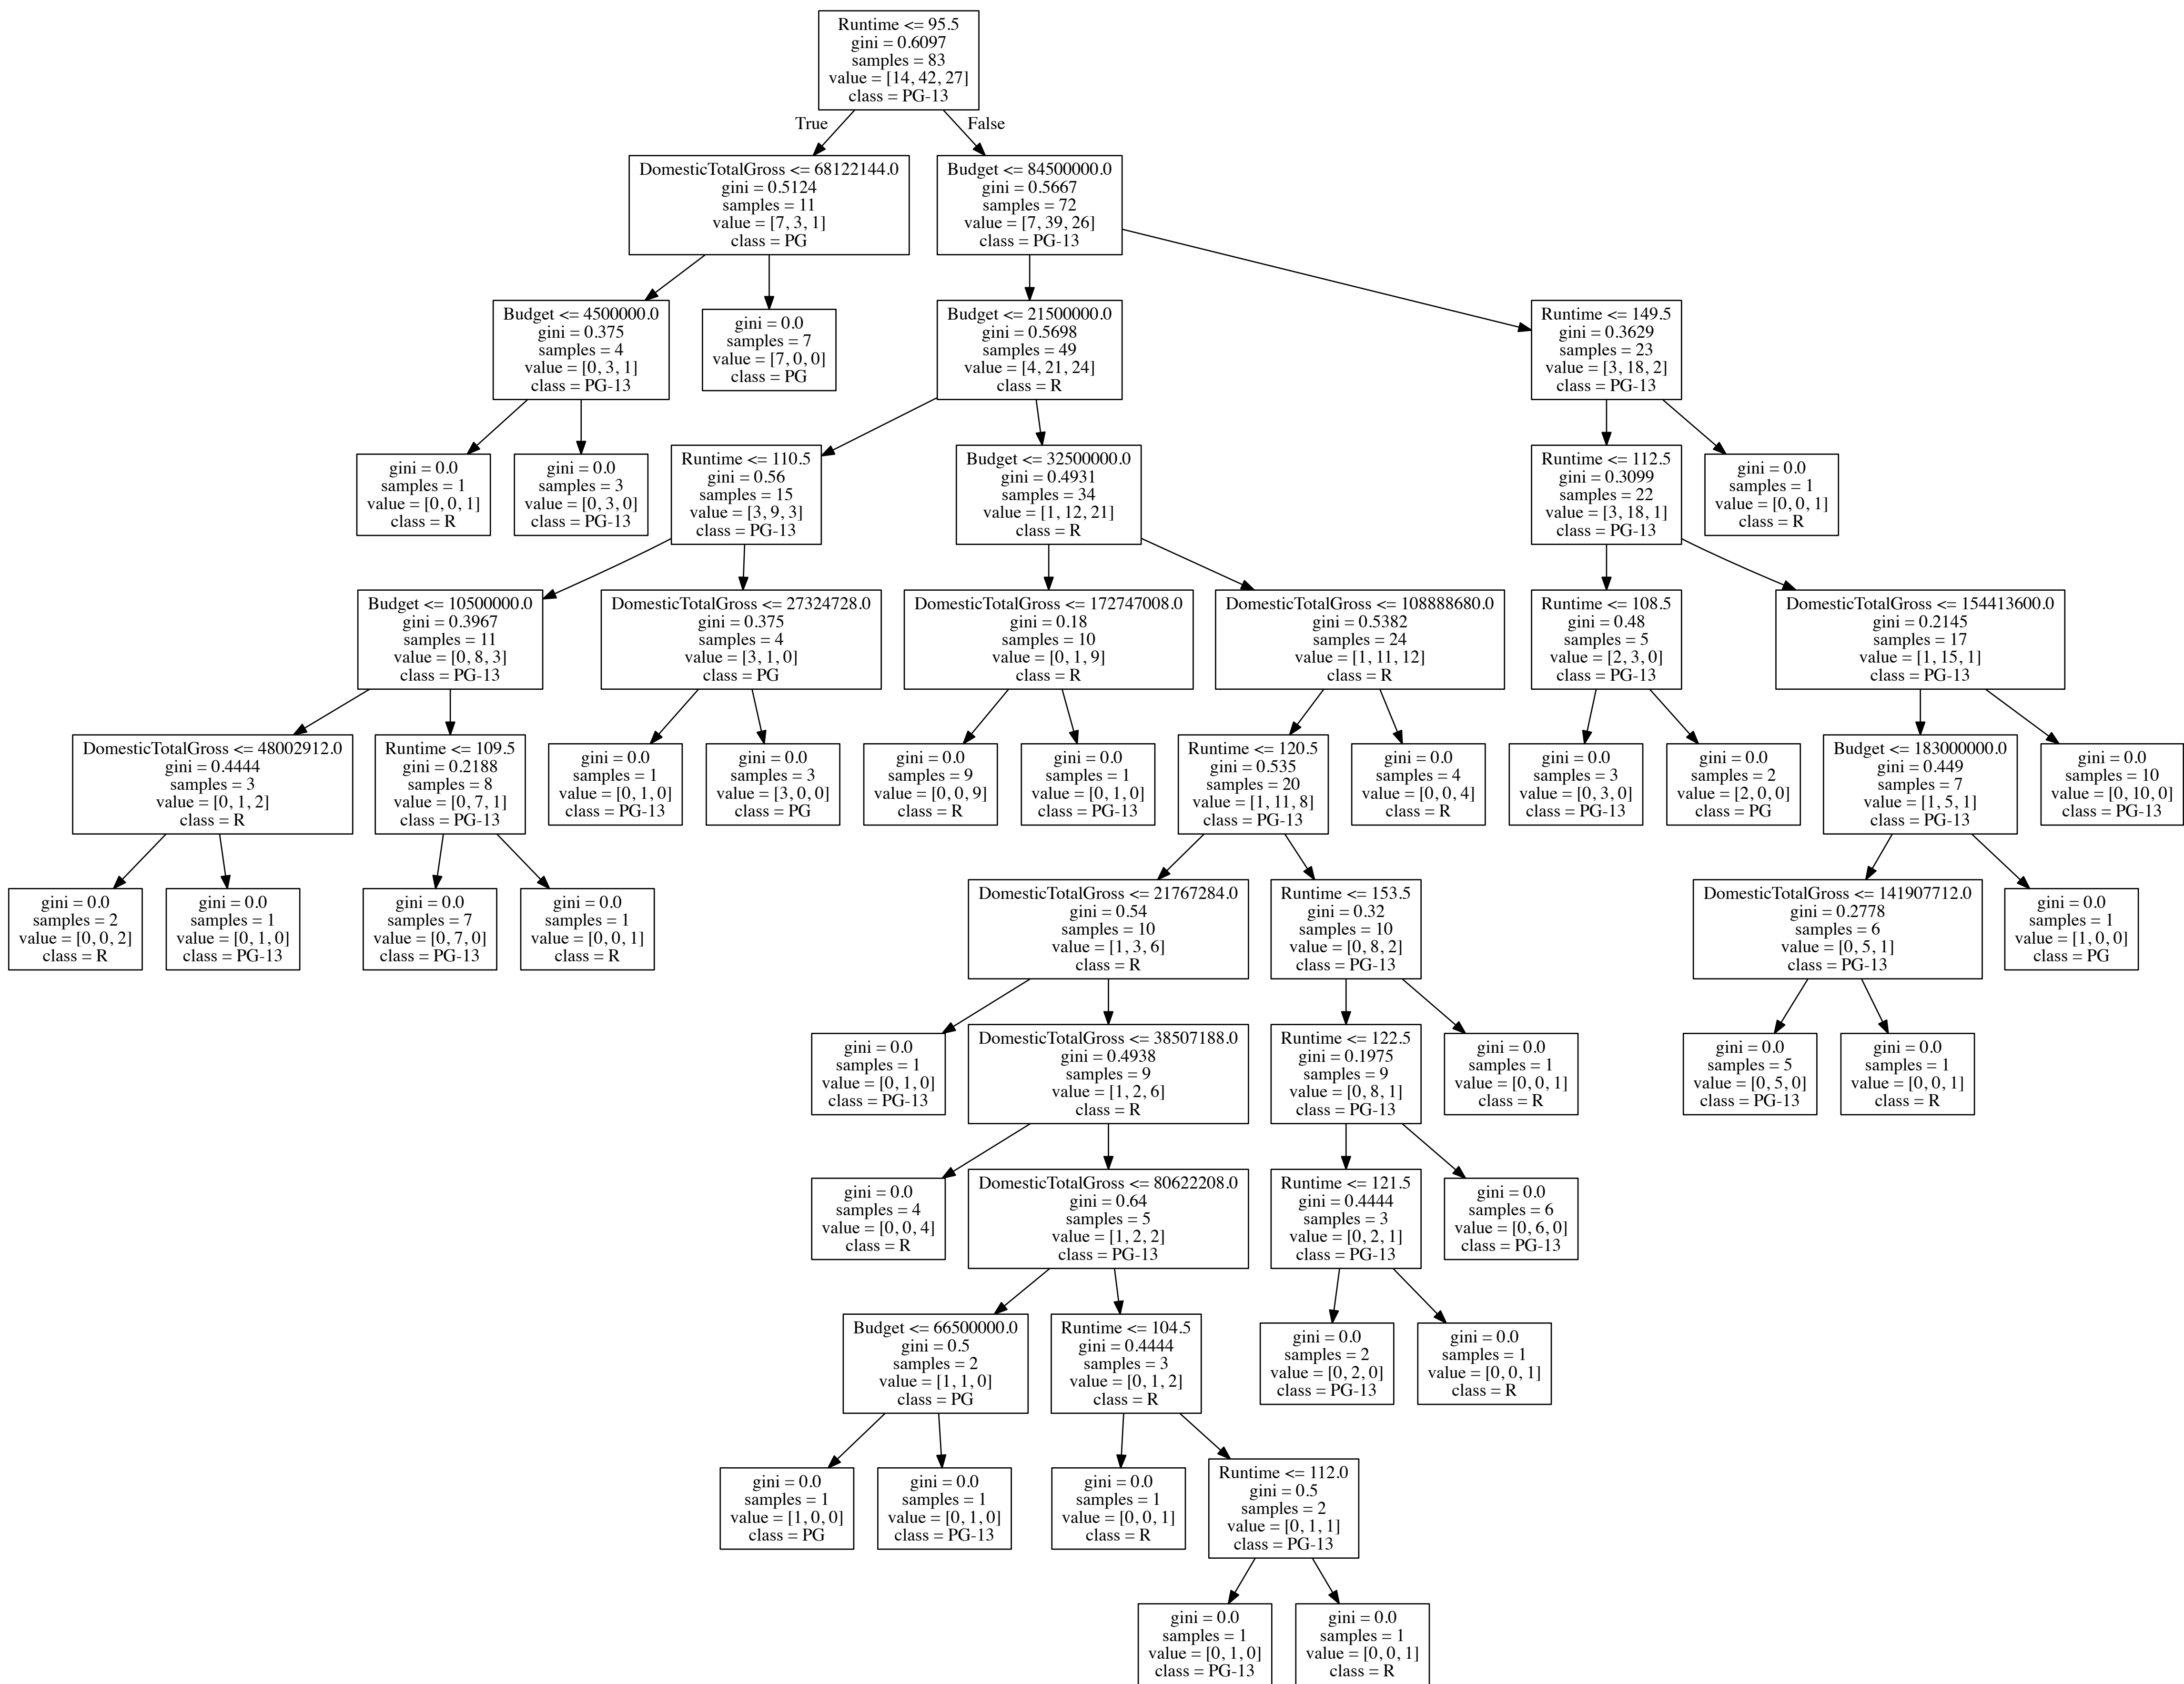 Runtime <= 95.5
gini = 0.6097
samples = 83
value = [14, 42, 27]
class = PG-13
True
False
DomesticTotalGross <= 68122144.0
gini = 0.5124
samples = 11
value = [7, 3, 1]
class = PG
Budget <= 84500000.0
gini = 0.5667
samples = 72
value = [7, 39, 26]
class = PG-13
Budget <= 4500000.0
gini = 0.375
samples = 4
value = [0, 3, 1]
class = PG-13
gini = 0.0
samples = 7
value = [7, 0, 0]
class = PG
Budget <= 21500000.0
gini = 0.5698
samples = 49
value = [4, 21, 24]
class = R
Runtime <= 149.5
gini = 0.3629
samples = 23
value = [3, 18, 2]
class = PG-13
gini = 0.0
samples = 1
value = [0, 0, 1]
class = R
gini = 0.0
samples = 3
value = [0, 3, 0]
class = PG-13
Runtime <= 110.5
gini = 0.56
samples = 15
value = [3, 9, 3]
class = PG-13
Budget <= 32500000.0
gini = 0.4931
samples = 34
value = [1, 12, 21]
class = R
Runtime <= 112.5
gini = 0.3099
samples = 22
value = [3, 18, 1]
class = PG-13
gini = 0.0
samples = 1
value = [0, 0, 1]
class = R
Budget <= 10500000.0
gini = 0.3967
samples = 11
value = [0, 8, 3]
class = PG-13
DomesticTotalGross <= 27324728.0
gini = 0.375
samples = 4
value = [3, 1, 0]
class = PG
DomesticTotalGross <= 172747008.0
gini = 0.18
samples = 10
value = [0, 1, 9]
class = R
DomesticTotalGross <= 108888680.0
gini = 0.5382
samples = 24
value = [1, 11, 12]
class = R
Runtime <= 108.5
gini = 0.48
samples = 5
value = [2, 3, 0]
class = PG-13
DomesticTotalGross <= 154413600.0
gini = 0.2145
samples = 17
value = [1, 15, 1]
class = PG-13
DomesticTotalGross <= 48002912.0
gini = 0.4444
samples = 3
value = [0, 1, 2]
class = R
Runtime <= 109.5
gini = 0.2188
samples = 8
value = [0, 7, 1]
class = PG-13
gini = 0.0
samples = 1
value = [0, 1, 0]
class = PG-13
gini = 0.0
samples = 3
value = [3, 0, 0]
class = PG
gini = 0.0
samples = 9
value = [0, 0, 9]
class = R
gini = 0.0
samples = 1
value = [0, 1, 0]
class = PG-13
Runtime <= 120.5
gini = 0.535
samples = 20
value = [1, 11, 8]
class = PG-13
gini = 0.0
samples = 4
value = [0, 0, 4]
class = R
gini = 0.0
samples = 3
value = [0, 3, 0]
class = PG-13
gini = 0.0
samples = 2
value = [2, 0, 0]
class = PG
Budget <= 183000000.0
gini = 0.449
samples = 7
value = [1, 5, 1]
class = PG-13
gini = 0.0
samples = 10
value = [0, 10, 0]
class = PG-13
gini = 0.0
samples = 2
value = [0, 0, 2]
class = R
gini = 0.0
samples = 1
value = [0, 1, 0]
class = PG-13
gini = 0.0
samples = 7
value = [0, 7, 0]
class = PG-13
gini = 0.0
samples = 1
value = [0, 0, 1]
class = R
DomesticTotalGross <= 21767284.0
gini = 0.54
samples = 10
value = [1, 3, 6]
class = R
Runtime <= 153.5
gini = 0.32
samples = 10
value = [0, 8, 2]
class = PG-13
DomesticTotalGross <= 141907712.0
gini = 0.2778
samples = 6
value = [0, 5, 1]
class = PG-13
gini = 0.0
samples = 1
value = [1, 0, 0]
class = PG
gini = 0.0
samples = 1
value = [0, 1, 0]
class = PG-13
DomesticTotalGross <= 38507188.0
gini = 0.4938
samples = 9
value = [1, 2, 6]
class = R
Runtime <= 122.5
gini = 0.1975
samples = 9
value = [0, 8, 1]
class = PG-13
gini = 0.0
samples = 1
value = [0, 0, 1]
class = R
gini = 0.0
samples = 5
value = [0, 5, 0]
class = PG-13
gini = 0.0
samples = 1
value = [0, 0, 1]
class = R
gini = 0.0
samples = 4
value = [0, 0, 4]
class = R
DomesticTotalGross <= 80622208.0
gini = 0.64
samples = 5
value = [1, 2, 2]
class = PG-13
Runtime <= 121.5
gini = 0.4444
samples = 3
value = [0, 2, 1]
class = PG-13
gini = 0.0
samples = 6
value = [0, 6, 0]
class = PG-13
Budget <= 66500000.0
gini = 0.5
samples = 2
value = [1, 1, 0]
class = PG
Runtime <= 104.5
gini = 0.4444
samples = 3
value = [0, 1, 2]
class = R
gini = 0.0
samples = 2
value = [0, 2, 0]
class = PG-13
gini = 0.0
samples = 1
value = [0, 0, 1]
class = R
gini = 0.0
samples = 1
value = [1, 0, 0]
class = PG
gini = 0.0
samples = 1
value = [0, 1, 0]
class = PG-13
gini = 0.0
samples = 1
value = [0, 0, 1]
class = R
Runtime <= 112.0
gini = 0.5
samples = 2
value = [0, 1, 1]
class = PG-13
gini = 0.0
samples = 1
value = [0, 1, 0]
class = PG-13
gini = 0.0
samples = 1
value = [0, 0, 1]
class = R